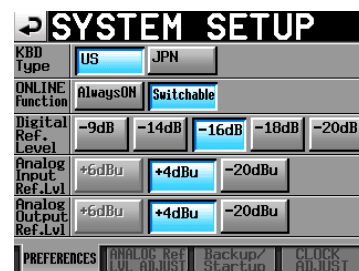 SYSTEM SETUP
KBD Type US JPN
ONLINE Function AlwaysON Switchable
Digital Ref. Level -9dB -14dB -16dB -18dB -20dB
Analog Input Ref.Lvl +6dBu +4dBu -20dBu
Analog Output Ref.Lvl +6dBu +4dBu -20dBu
PREFERENCES ANALOG Ref LVL ADJUST Backup/ Startup CLOCK ADJUST